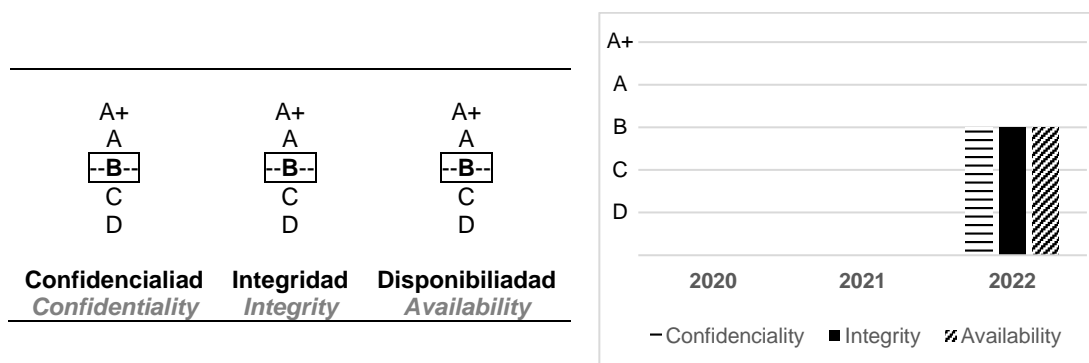 A+ A+ A+
A A A
--B-- --B-- --B--
C C C
D D D
Confidencialiad Integridad Disponibiliadad
Confidentiality Integrity Availability
A+
A
B
C
D
2020 2021 2022
Confidenciality Integrity Availability